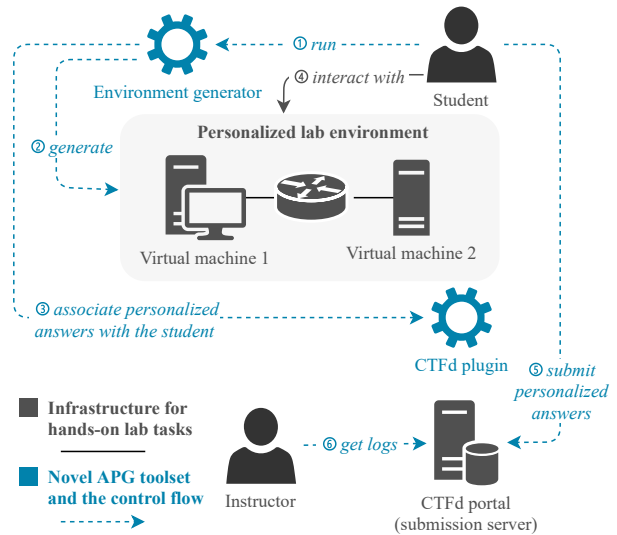 ① run
Environment generator
④ interact with
Student
Personalized lab environment
② generate
Virtual machine 1
Virtual machine 2
③ associate personalized
answers with the student
CTFd plugin
⑤ submit
personalized
answers
Infrastructure for
hands-on lab tasks
Novel APG toolset
and the control flow
Instructor
⑥ get logs
CTFd portal
(submission server)